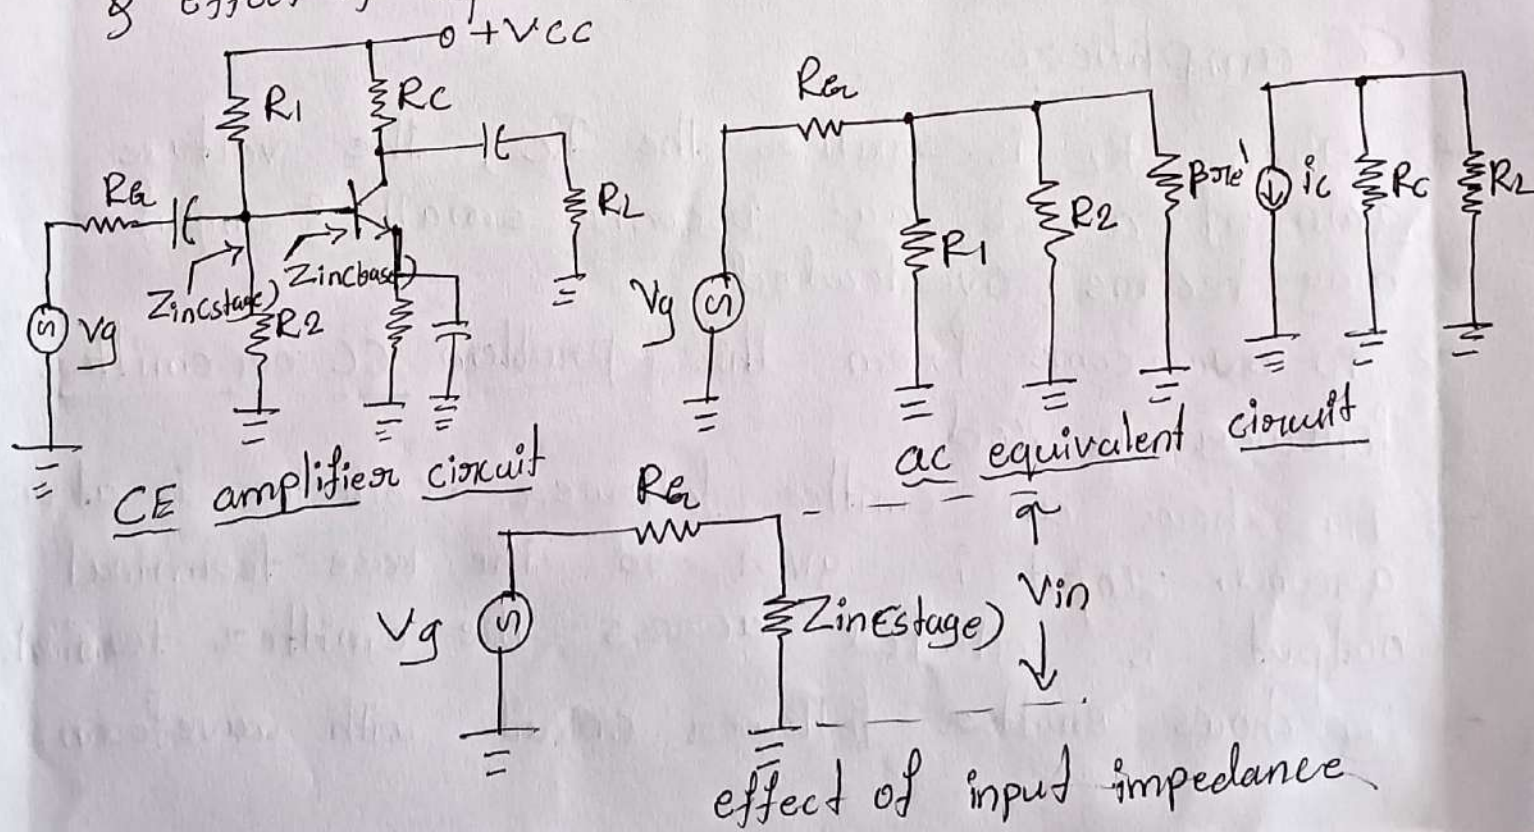 +VCC
R1
RC
RG
RL
Zin(stage)
Zin(base)
R2
Vg
CE amplifier circuit
RG
Vg
R1
R2
βre'
ic
RC
RL
ac equivalent circuit
RG
Vg
Zin(stage)
Vin
effect of input impedance